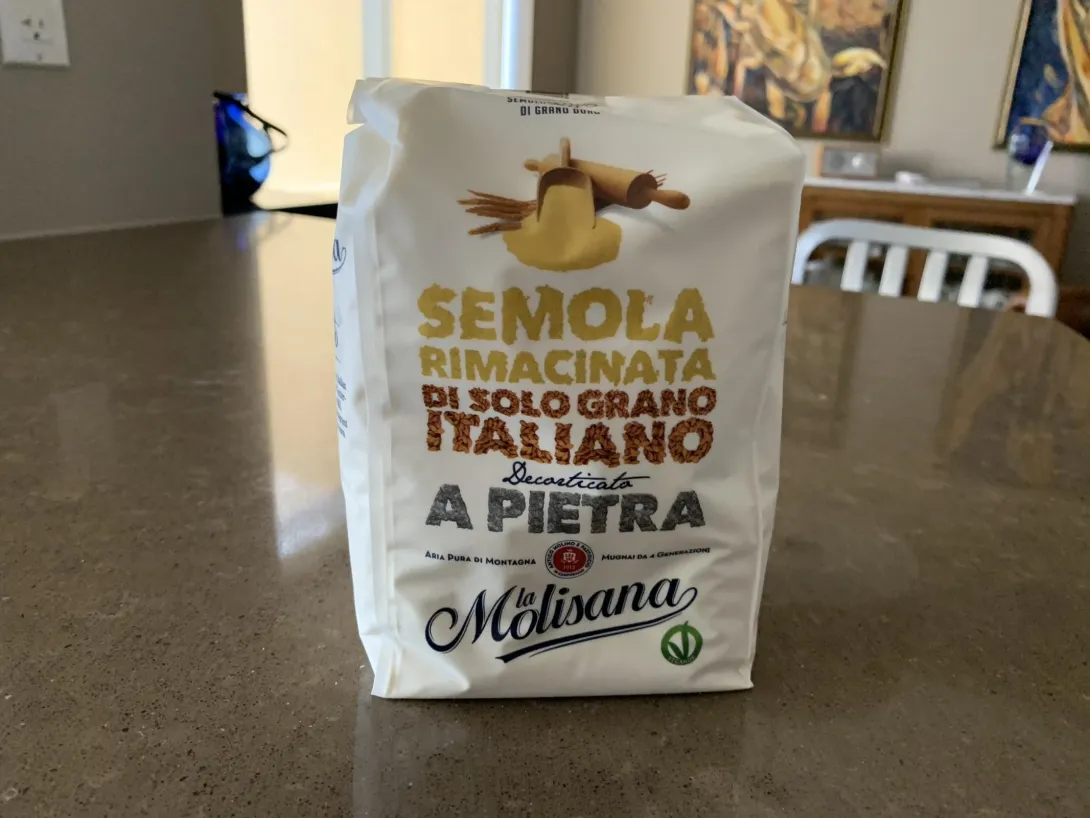 DI GRANO DURO
SEMOLA
RIMACINATA
DI SOLO GRANO
ITALIANO
Decorticato
A PIETRA
ARIA PURA DI MONTAGNA
MUGNAI DA 4 GENERAZIONI
la
Molisana